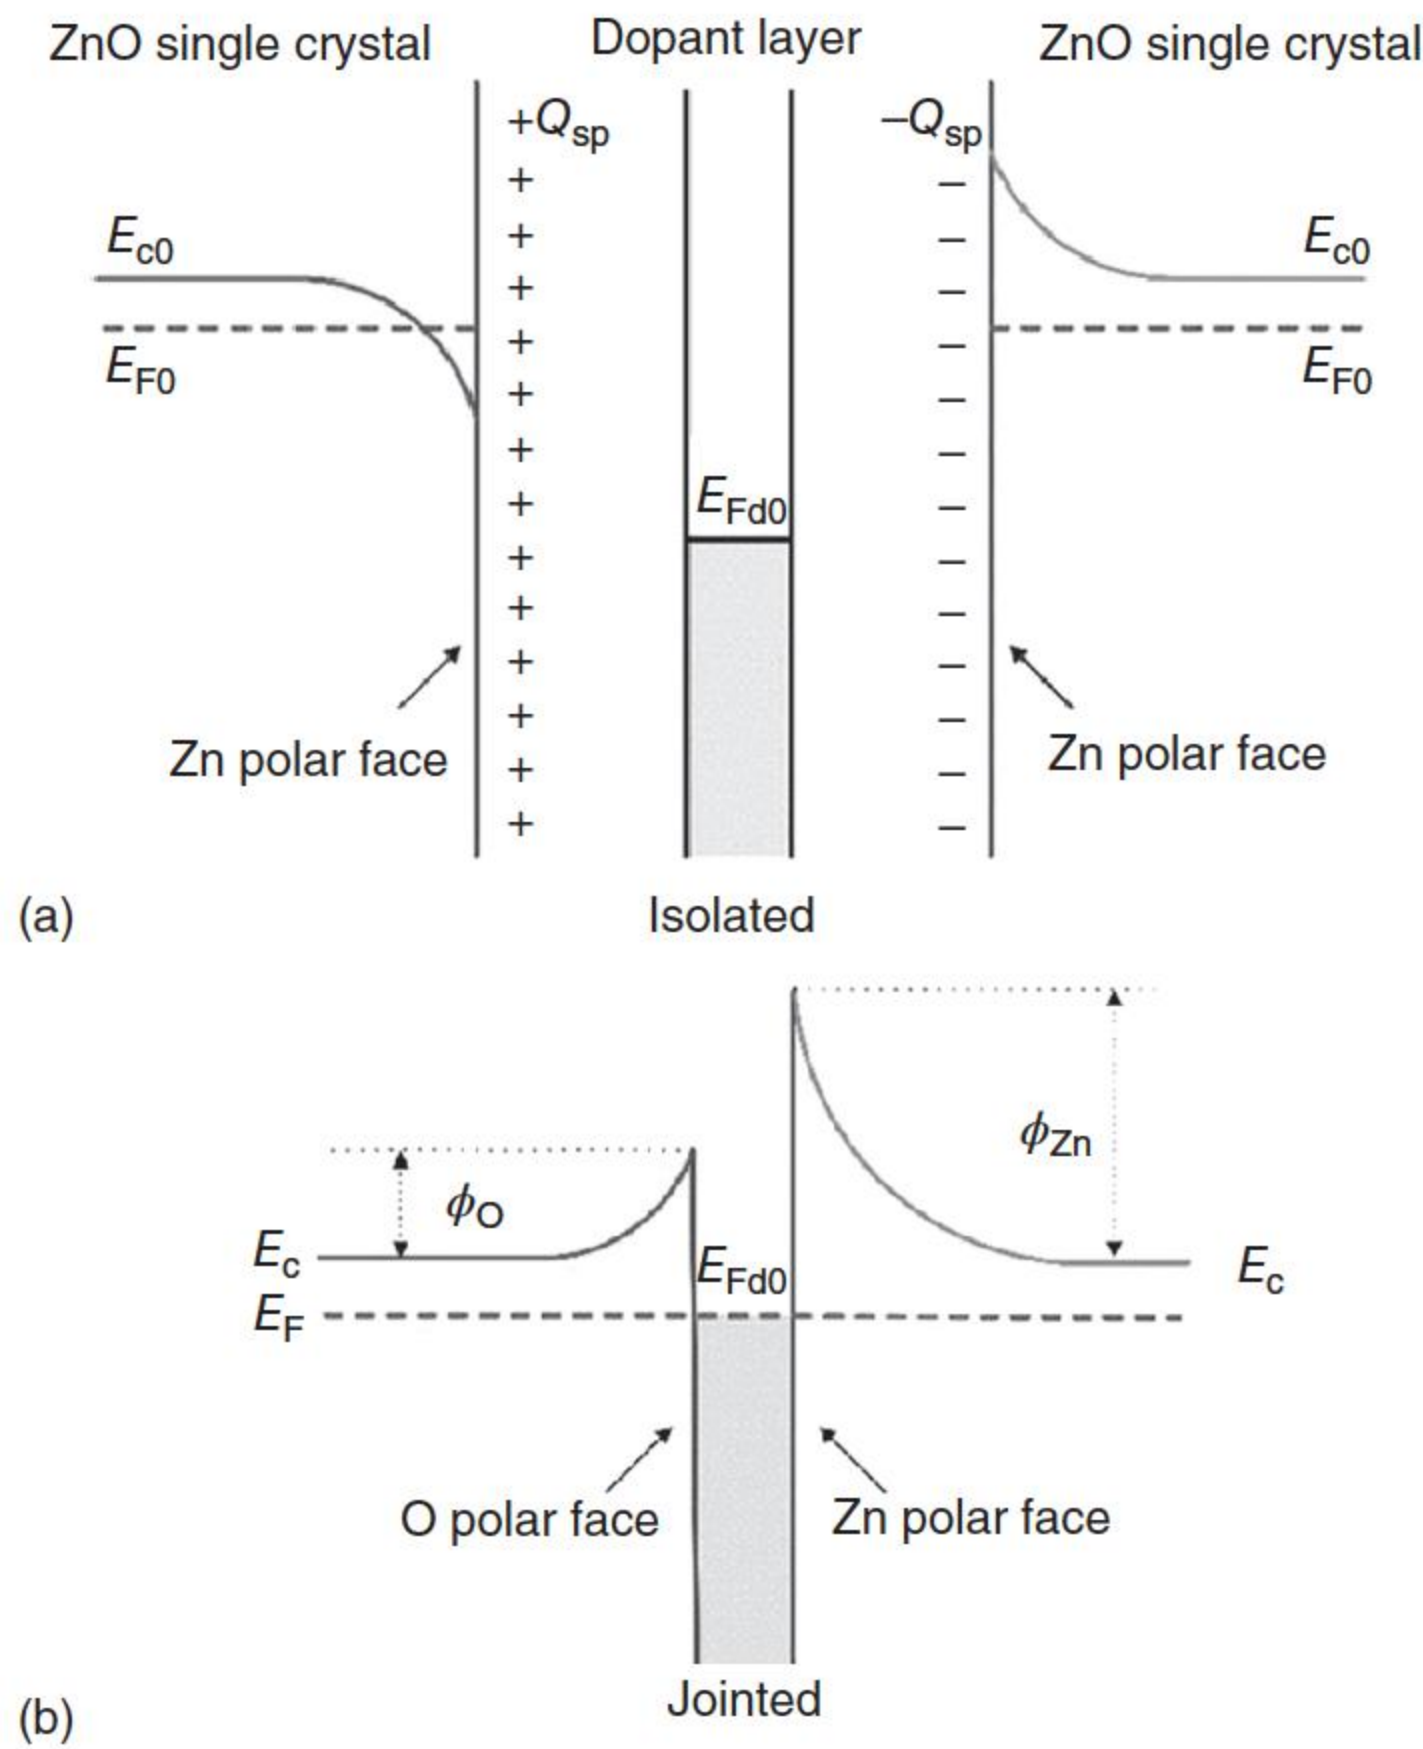 ZnO single crystal
Dopant layer
ZnO single crystal
+Qsp
–Qsp
Ec0
Ec0
EF0
EF0
EFd0
Zn polar face
Zn polar face
(a)
Isolated
ϕZn
ϕO
Ec
EFd0
Ec
EF
O polar face
Zn polar face
Jointed
(b)